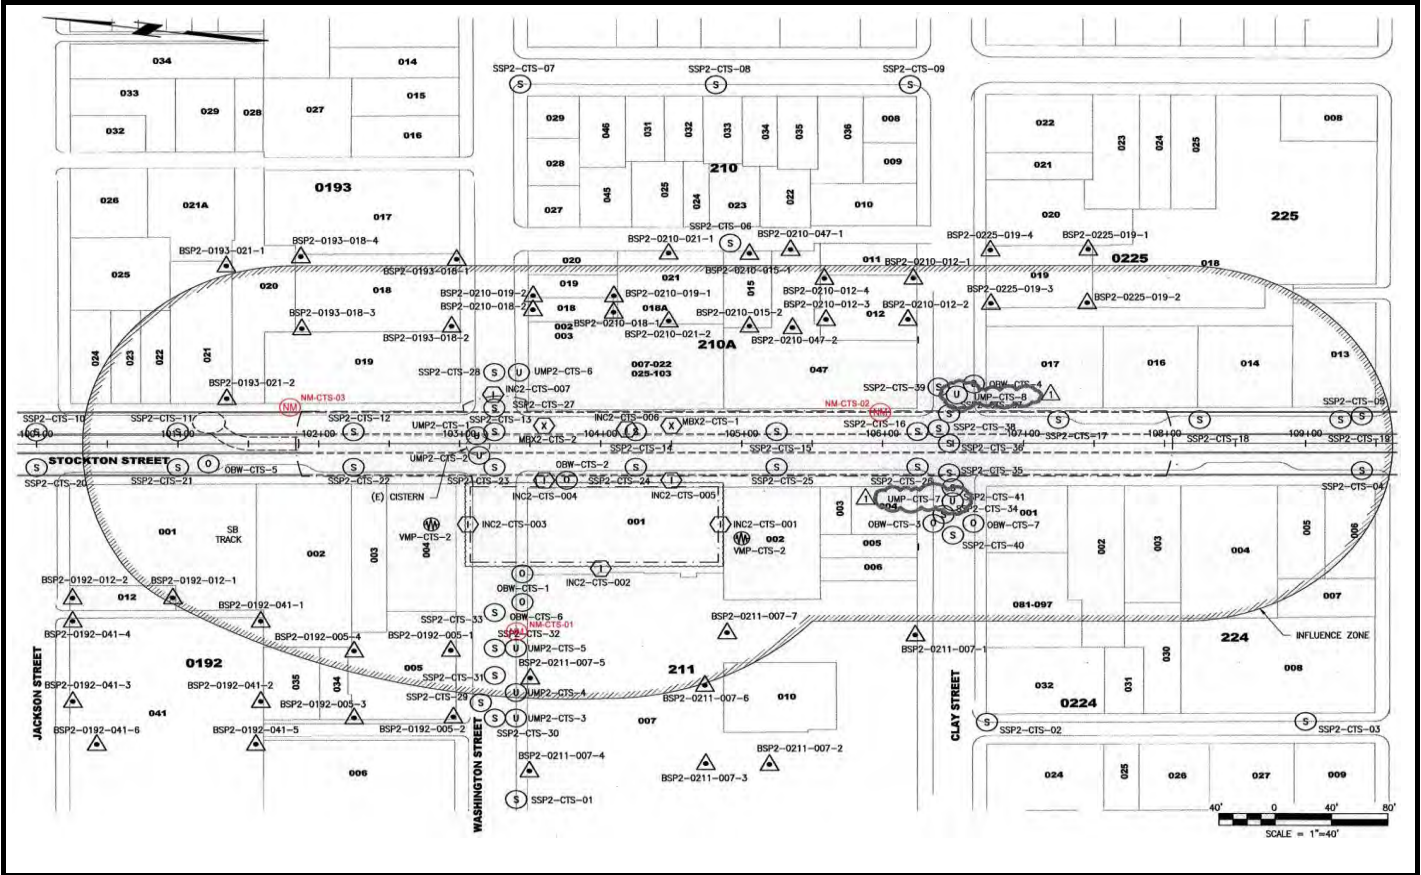 034
014
SSP2-CTS-07
SSP2-CTS-08
SSP2-CTS-09
033
029
028
027
015
032
016
029
046
031
032
033
034
035
036
008
009
022
023
024
025
008
028
210
021
0193
026
021A
017
027
045
025
024
023
022
010
020
225
SSP2-CTS-06
BSP2-0193-021-1
BSP2-0193-018-4
BSP2-0210-021-1
BSP2-0210-047-1
BSP2-0225-019-4
BSP2-0225-019-1
025
020
018
BSP2-0193-018-1
020
019
021
BSP2-0210-015-1
015
011
BSP2-0210-012-1
0225
018
019
BSP2-0210-019-2
BSP2-0210-019-1
BSP2-0210-012-4
BSP2-0225-019-3
BSP2-0225-019-2
BSP2-0210-018-2
018
018A
BSP2-0210-012-3
BSP2-0210-012-2
BSP2-0193-018-3
BSP2-0193-018-2
002
003
BSP2-0210-018-1
BSP2-0210-015-2
BSP2-0210-021-2
012
BSP2-0210-047-2
210A
024
023
022
021
019
007-022
025-103
047
017
016
014
013
SSP2-CTS-28
S
U
UMP2-CTS-6
BSP2-0193-021-2
INC2-CTS-007
SSP2-CTS-39
OBW-CTS-4
UMP-CTS-8
NM
NM-CTS-03
SSP2-CTS-27
NM-CTS-02
NM
SSP2-CTS-05
SSP2-CTS-10
SSP2-CTS-11
SSP2-CTS-12
UMP2-CTS-1
SSP2-CTS-13
INC2-CTS-006
MBX2-CTS-1
SSP2-CTS-16
SSP2-CTS-38
100+00
101+00
102+00
103+00
MBX2-CTS-2
104+00
105+00
106+00
107+00
108+00
109+00
SSP2-CTS-14
SSP2-CTS-15
SSP2-CTS-36
SSP2-CTS-17
SSP2-CTS-18
SSP2-CTS-19
STOCKTON STREET
OBW-CTS-5
UMP2-CTS-2
OBW-CTS-2
SSP2-CTS-20
SSP2-CTS-21
SSP2-CTS-22
SSP2-CTS-23
SSP2-CTS-24
SSP2-CTS-25
SSP2-CTS-26
SSP2-CTS-35
SSP2-CTS-04
(E) CISTERN
INC2-CTS-004
INC2-CTS-005
UMP-CTS-7
SSP2-CTS-41
SSP2-CTS-34
001
SB
TRACK
002
003
004
VMP-CTS-2
INC2-CTS-003
001
INC2-CTS-001
002
VMP-CTS-2
003
004
005
006
OBW-CTS-3
OBW-CTS-7
001
SSP2-CTS-40
002
003
004
005
006
INC2-CTS-002
BSP2-0192-012-2
BSP2-0192-012-1
012
OBW-CTS-1
007
BSP2-0192-041-1
SSP2-CTS-33
OBW-CTS-6
NM-CTS-01
081-097
BSP2-0192-041-4
BSP2-0192-005-4
BSP2-0192-005-1
SSP2-CTS-32
BSP2-0211-007-7
BSP2-0211-007-1
224
INFLUENCE ZONE
0192
005
UMP2-CTS-5
BSP2-0211-007-5
211
030
008
BSP2-0192-041-3
BSP2-0192-041-2
035
034
SSP2-CTS-31
SSP2-CTS-29
UMP2-CTS-4
BSP2-0211-007-6
010
032
031
0224
041
BSP2-0192-005-3
BSP2-0192-005-2
UMP2-CTS-3
007
SSP2-CTS-02
SSP2-CTS-03
BSP2-0192-041-6
BSP2-0192-041-5
SSP2-CTS-30
BSP2-0211-007-4
BSP2-0211-007-3
BSP2-0211-007-2
006
024
025
026
027
009
SSP2-CTS-01
JACKSON STREET
WASHINGTON STREET
CLAY STREET
40' 0 40' 80'
SCALE = 1"=40'